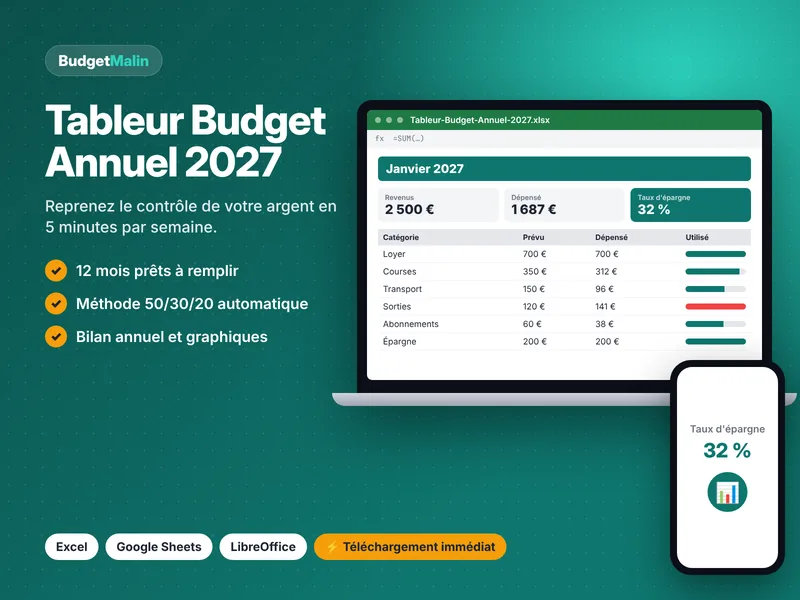 BudgetMalin
Tableur Budget
Annuel 2027
Reprenez le contrôle de votre argent en
5 minutes par semaine.
12 mois prêts à remplir
Méthode 50/30/20 automatique
Bilan annuel et graphiques
Tableur-Budget-Annuel-2027.xlsx
fx =SUM(…)
Janvier 2027
Revenus Dépensé Taux d'épargne
2 500 € 1 687 € 32 %
Catégorie Prévu Dépensé Utilisé
Loyer 700 € 700 €
Courses 350 € 312 €
Transport 150 € 96 €
Sorties 120 € 141 €
Abonnements 60 € 38 €
Épargne 200 € 200 €
Taux d'épargne
32 %
Excel Google Sheets LibreOffice ⚡ Téléchargement immédiat